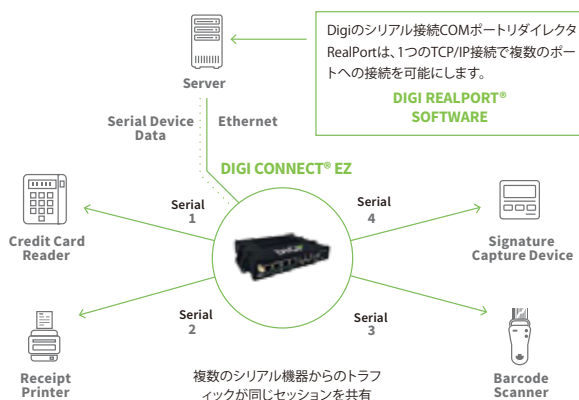 Digiのシリアル接続COMポートリダイレクタ
RealPortは、1つのTCP/IP接続で複数のポー
トへの接続を可能にします。
DIGI REALPORT®
SOFTWARE
Server
Serial Device
Data
Ethernet
DIGI CONNECT® EZ
Serial
1
Serial
4
Credit Card
Reader
Signature
Capture Device
DIGI
Serial
2
Serial
3
Receipt
Printer
複数のシリアル機器からのトラフ
ィックが同じセッションを共有
Barcode
Scanner